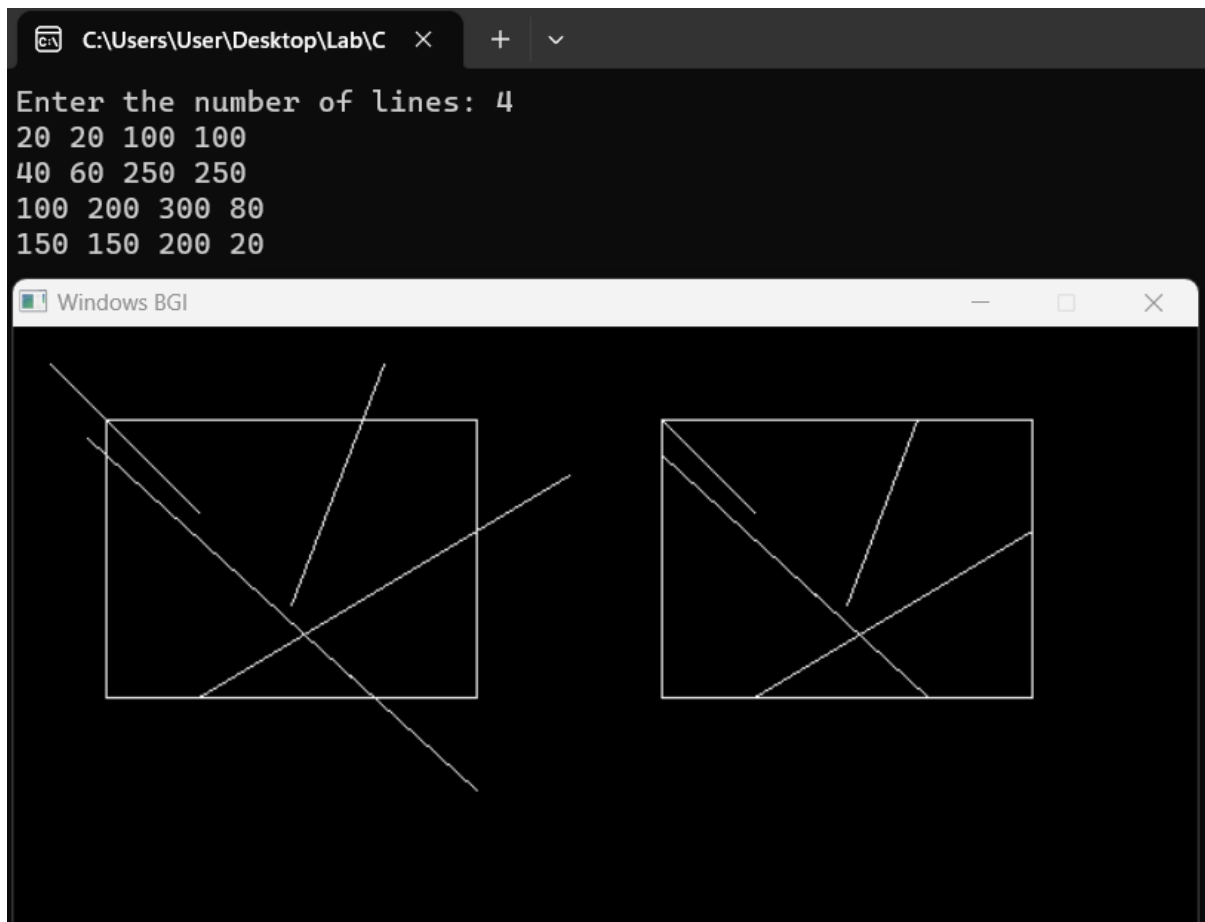 C:\Users\User\Desktop\Lab\C
Enter the number of lines: 4
20 20 100 100
40 60 250 250
100 200 300 80
150 150 200 20
Windows BGI